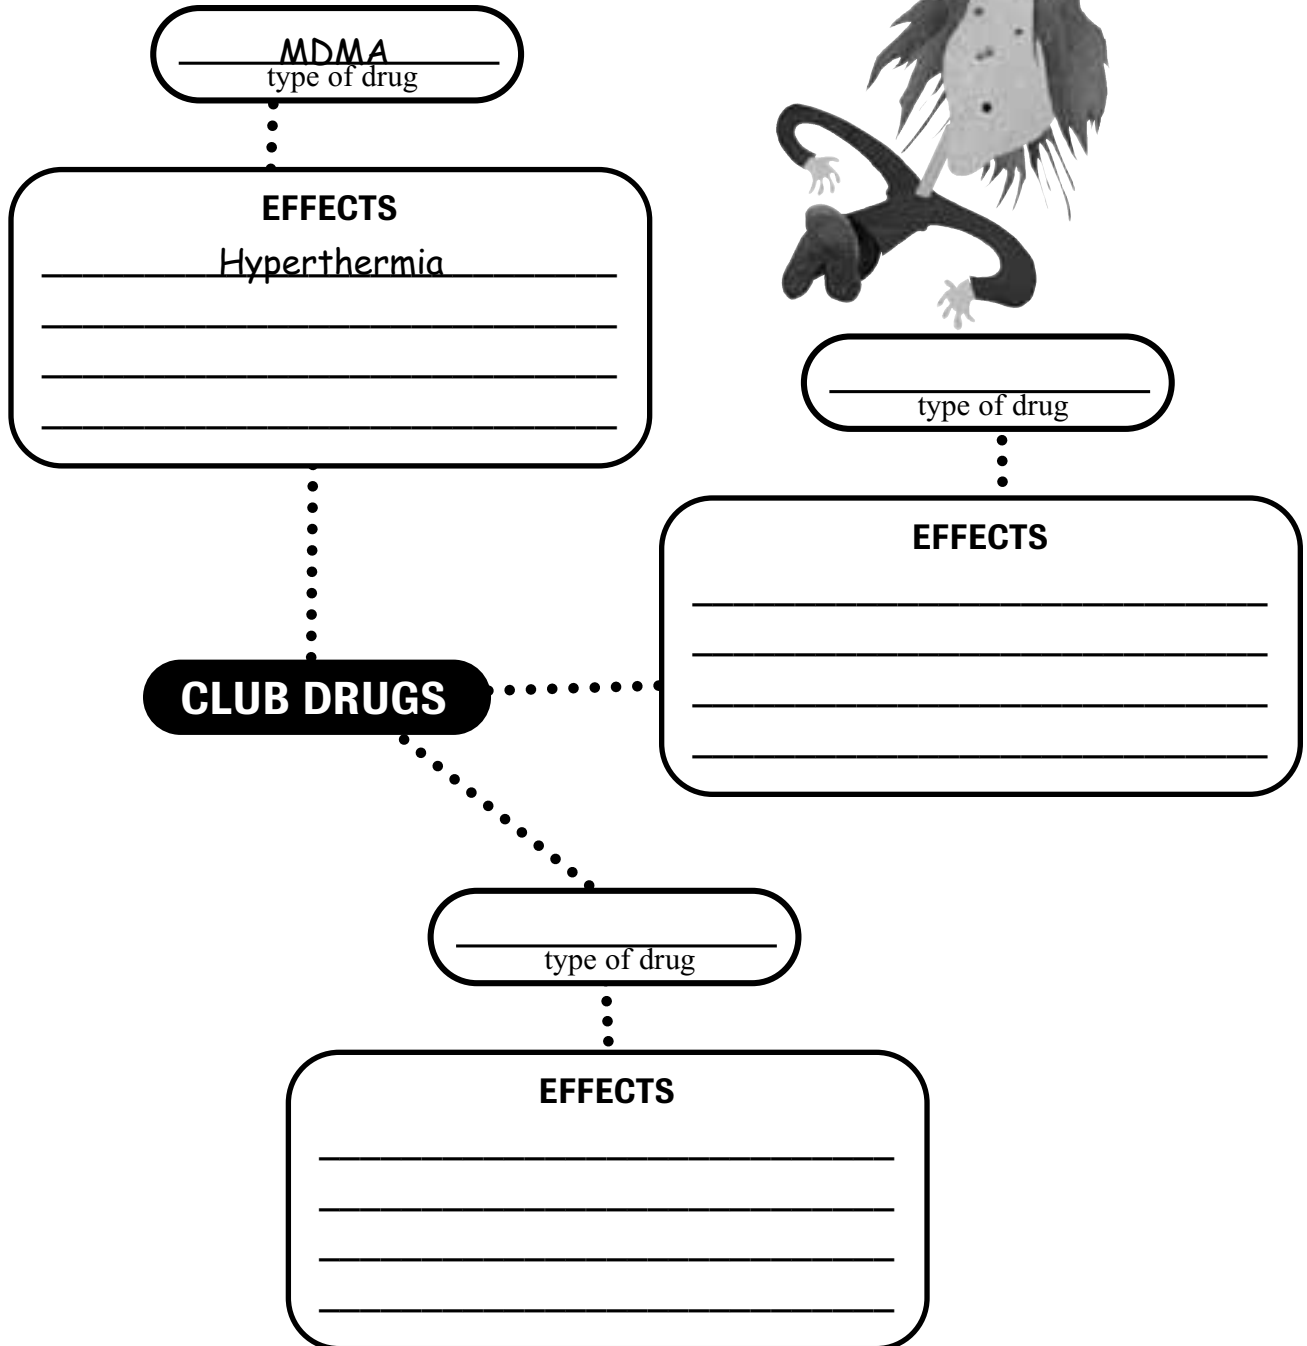 MDMA
type of drug
EFFECTS
Hyperthermia
type of drug
EFFECTS
CLUB DRUGS
type of drug
EFFECTS